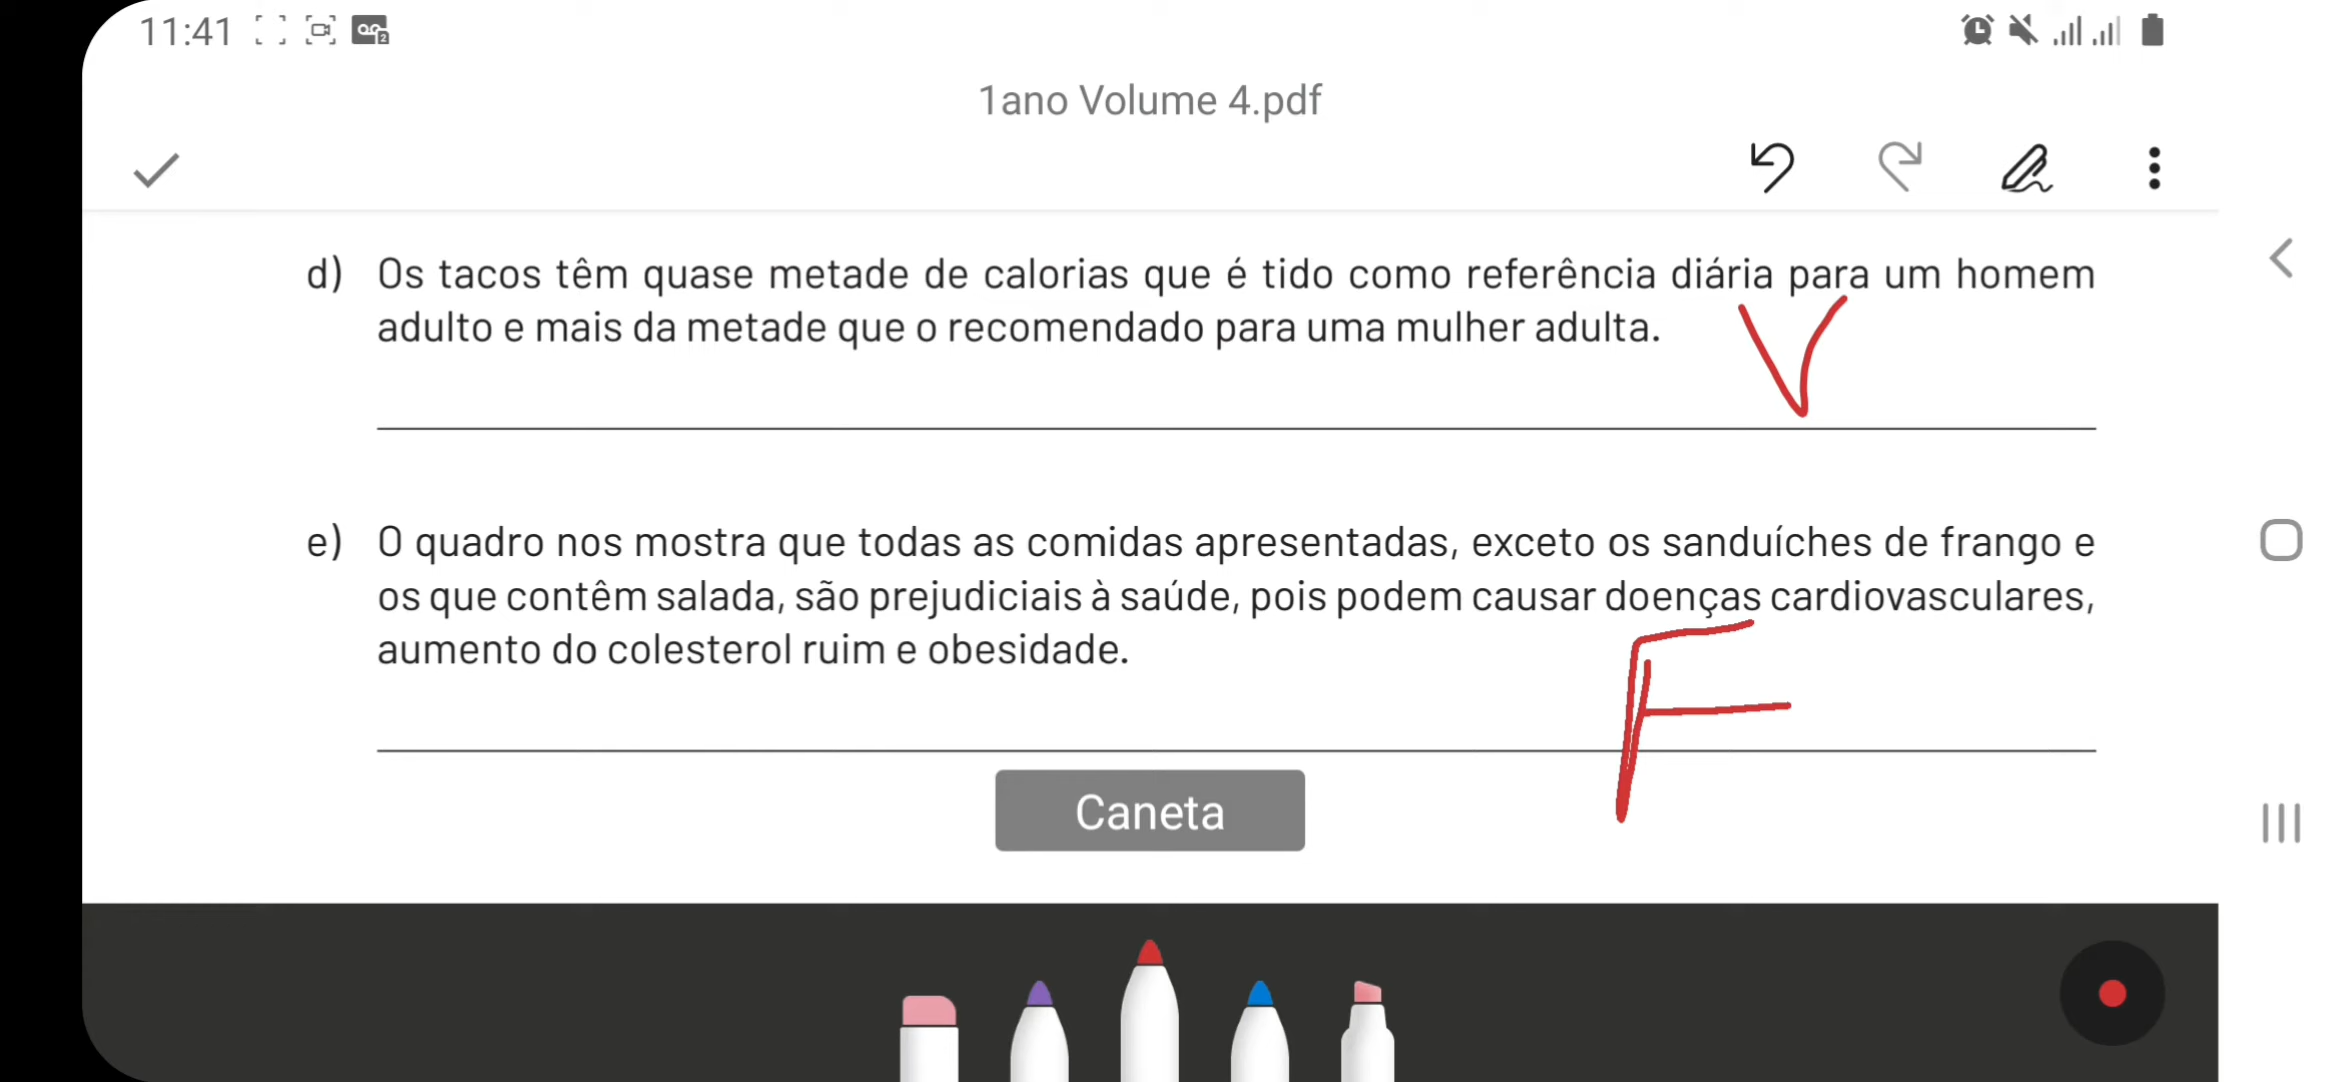 11:41
1ano Volume 4.pdf
d) Os tacos têm quase metade de calorias que é tido como referência diária para um homem
adulto e mais da metade que o recomendado para uma mulher adulta.
V
e) O quadro nos mostra que todas as comidas apresentadas, exceto os sanduíches de frango e
os que contêm salada, são prejudiciais à saúde, pois podem causar doenças cardiovasculares,
aumento do colesterol ruim e obesidade.
F
Caneta